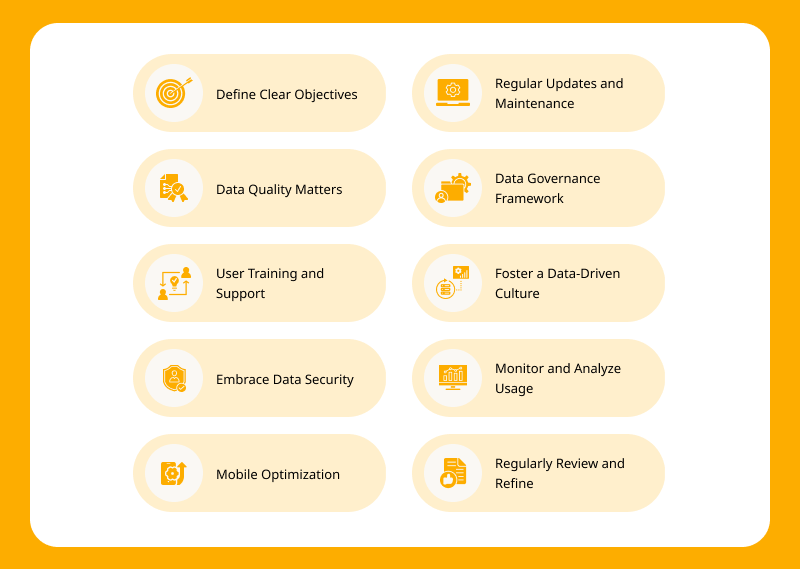 Define Clear Objectives
Regular Updates and
Maintenance
Data Quality Matters
Data Governance
Framework
User Training and
Support
Foster a Data-Driven
Culture
Embrace Data Security
Monitor and Analyze
Usage
Mobile Optimization
Regularly Review and
Refine